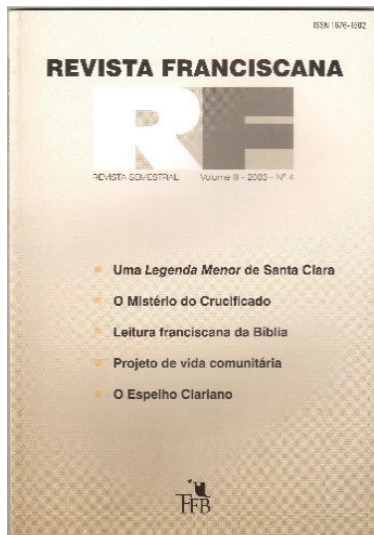 ISSN 1676-1802
REVISTA FRANCISCANA
RF
REVISTA SEMESTRAL Volume III - 2003 - Nº 4
Uma Legenda Menor de Santa Clara
O Mistério do Crucificado
Leitura franciscana da Bíblia
Projeto de vida comunitária
O Espelho Clariano
FFB